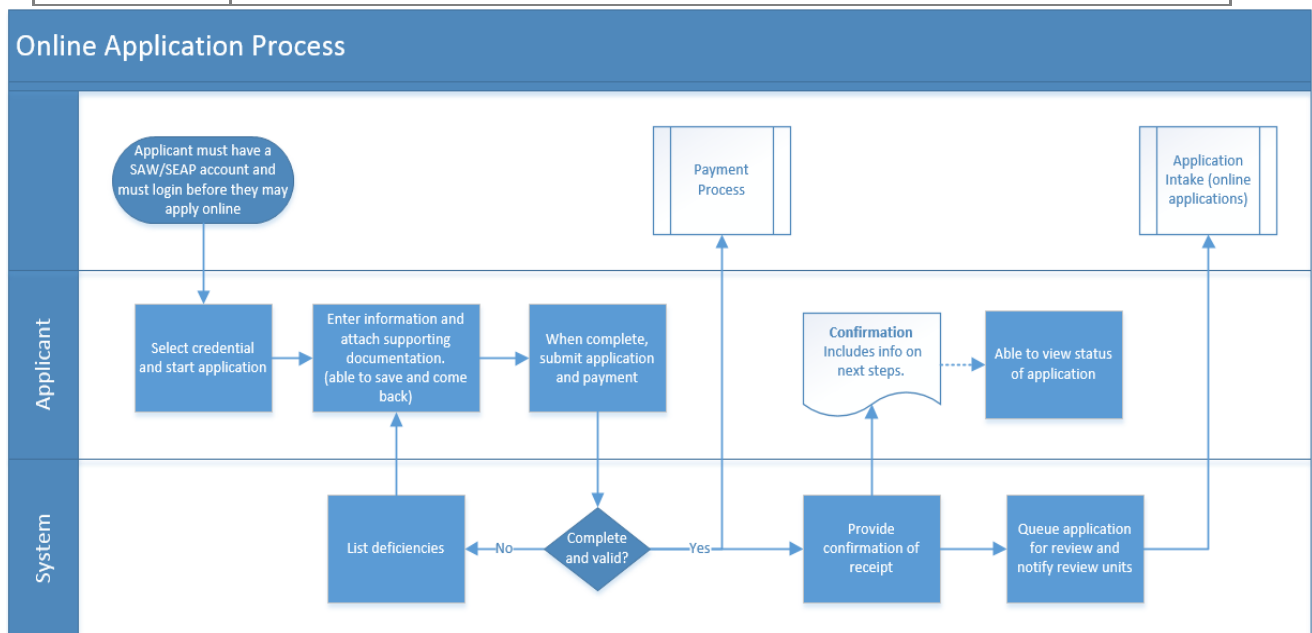 Online Application Process
Applicant must have a
SAW/SEAP account and
must login before they may
apply online
Payment
Process
Application
Intake (online
applications)
Applicant
Select credential
and start application
Enter information and
attach supporting
documentation.
(able to save and come
back)
When complete,
submit application
and payment
Confirmation
Includes info on
next steps.
Able to view status
of application
System
List deficiencies
No
Complete
and valid?
Yes
Provide
confirmation of
receipt
Queue application
for review and
notify review units